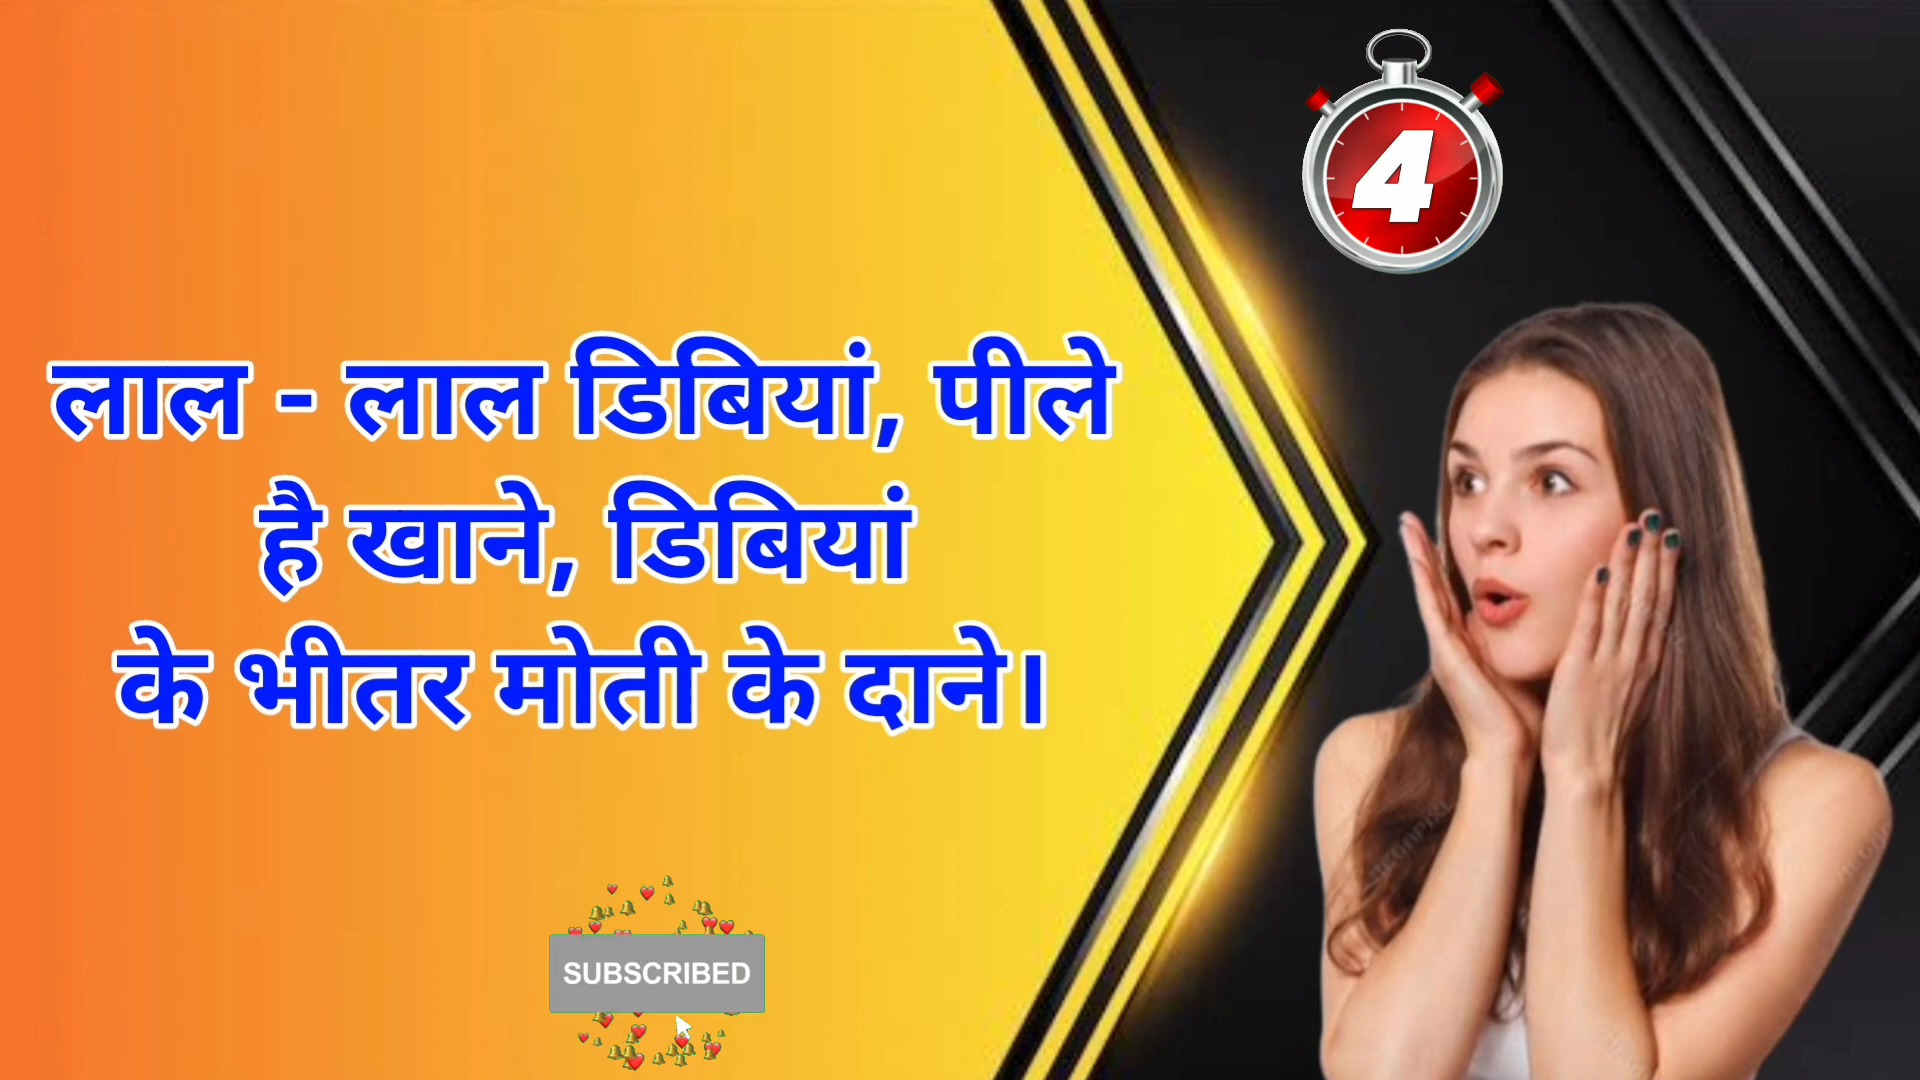 4
लाल - लाल डिबियां, पीले
है खाने, डिबियां
के भीतर मोती के दाने।
SUBSCRIBED